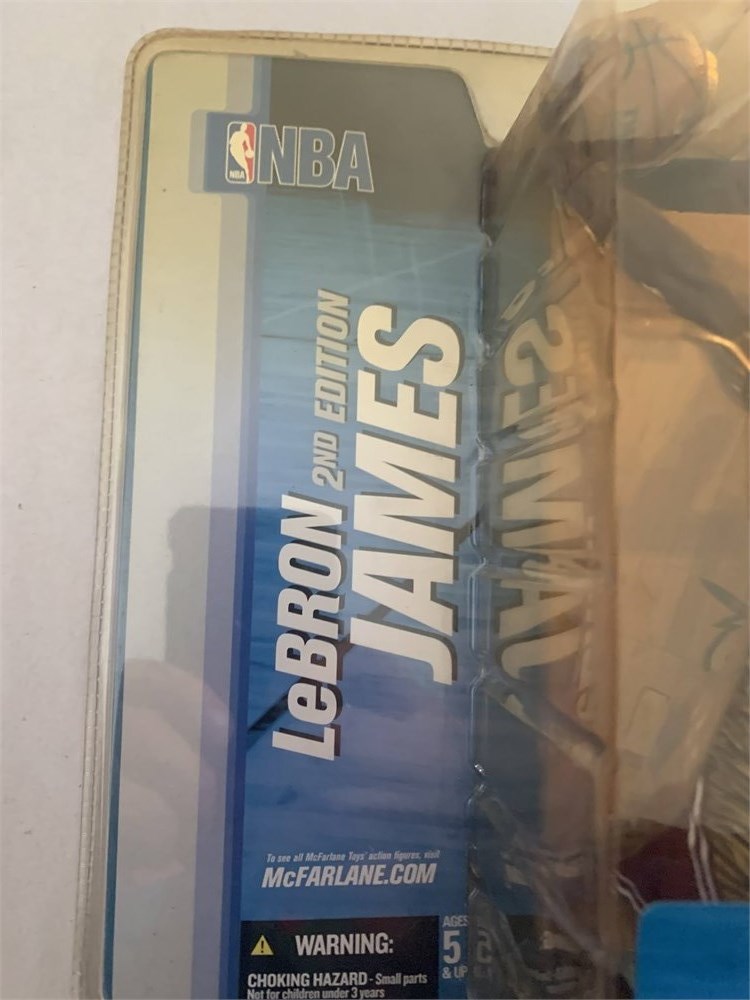 NBA
NBA
LeBRON 2ND EDITION
JAMES
To see all McFarlane Toys' action figures, visit
McFARLANE.COM
WARNING:
CHOKING HAZARD - Small parts
Not for children under 3 years
AGES
5
& UP